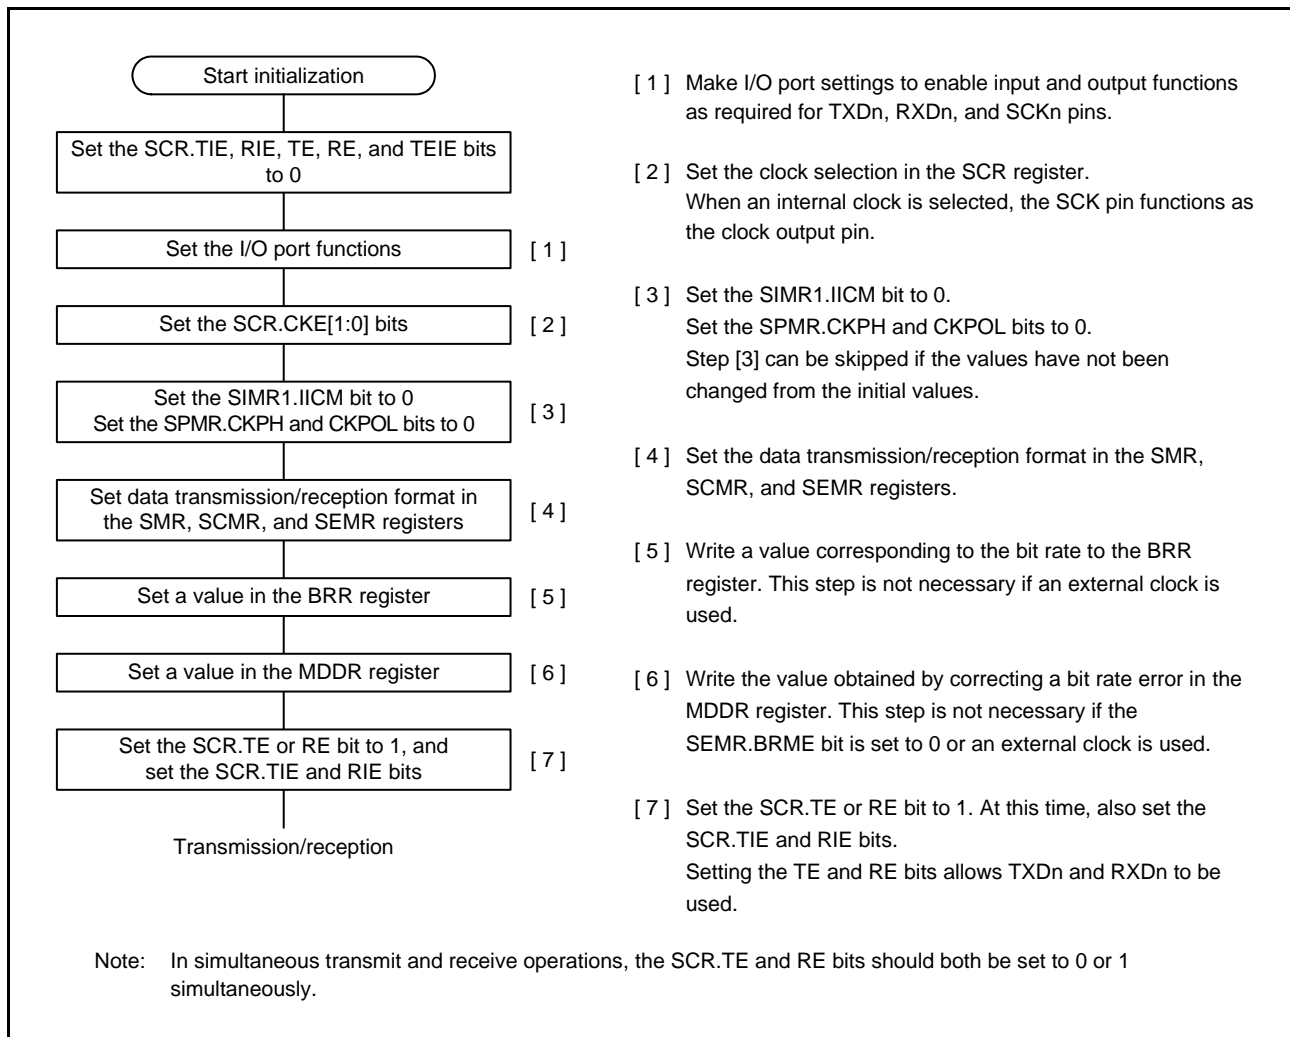 Start initialization
Set the SCR.TIE, RIE, TE, RE, and TEIE bits
to 0
Set the I/O port functions
[ 1 ]
Set the SCR.CKE[1:0] bits
[ 2 ]
Set the SIMR1.IICM bit to 0
Set the SPMR.CKPH and CKPOL bits to 0
[ 3 ]
Set data transmission/reception format in
the SMR, SCMR, and SEMR registers
[ 4 ]
Set a value in the BRR register
[ 5 ]
Set a value in the MDDR register
[ 6 ]
Set the SCR.TE or RE bit to 1, and
set the SCR.TIE and RIE bits
[ 7 ]
Transmission/reception
[ 1 ] Make I/O port settings to enable input and output functions
as required for TXDn, RXDn, and SCKn pins.
[ 2 ] Set the clock selection in the SCR register.
When an internal clock is selected, the SCK pin functions as
the clock output pin.
[ 3 ] Set the SIMR1.IICM bit to 0.
Set the SPMR.CKPH and CKPOL bits to 0.
Step [3] can be skipped if the values have not been
changed from the initial values.
[ 4 ] Set the data transmission/reception format in the SMR,
SCMR, and SEMR registers.
[ 5 ] Write a value corresponding to the bit rate to the BRR
register. This step is not necessary if an external clock is
used.
[ 6 ] Write the value obtained by correcting a bit rate error in the
MDDR register. This step is not necessary if the
SEMR.BRME bit is set to 0 or an external clock is used.
[ 7 ] Set the SCR.TE or RE bit to 1. At this time, also set the
SCR.TIE and RIE bits.
Setting the TE and RE bits allows TXDn and RXDn to be
used.
Note: In simultaneous transmit and receive operations, the SCR.TE and RE bits should both be set to 0 or 1
simultaneously.